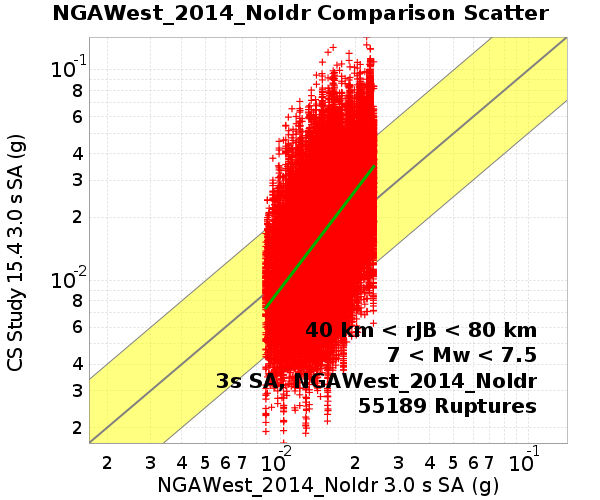 NGAWest_2014_NoIdr Comparison Scatter
CS Study 15.4 3.0 s SA (g)
10-1
8
6
4
3
2
10-2
8
6
4
3
2
40 km < rJB < 80 km
7 < Mw < 7.5
3s SA, NGAWest_2014_NoIdr
55189 Ruptures
2 3 4 5 6 7 10-2 2 3 4 5 6 7 10-1
NGAWest_2014_NoIdr 3.0 s SA (g)